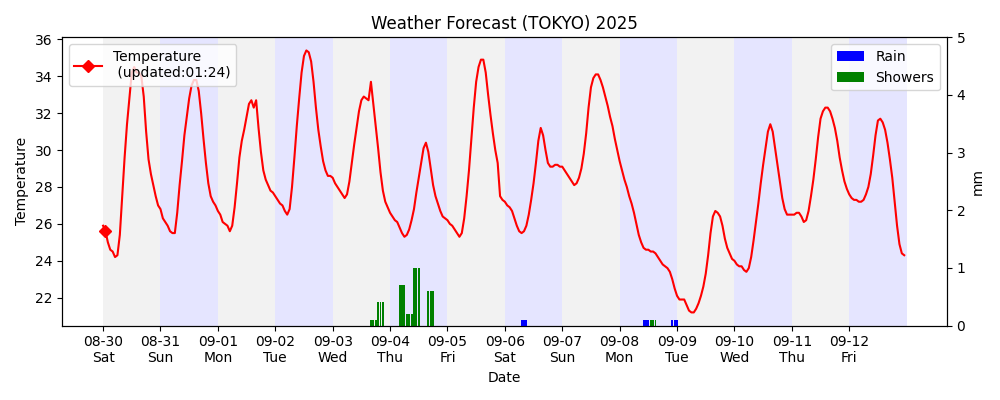 Weather Forecast (TOKYO) 2025
Temperature
(updated:01:24)
Rain
Showers
36
34
32
30
28
26
24
22
Temperature
5
4
3
2
1
0
mm
08-30 08-31 09-01 09-02 09-03 09-04 09-05 09-06 09-07 09-08 09-09 09-10 09-11 09-12
Sat Sun Mon Tue Wed Thu Fri Sat Sun Mon Tue Wed Thu Fri
Date